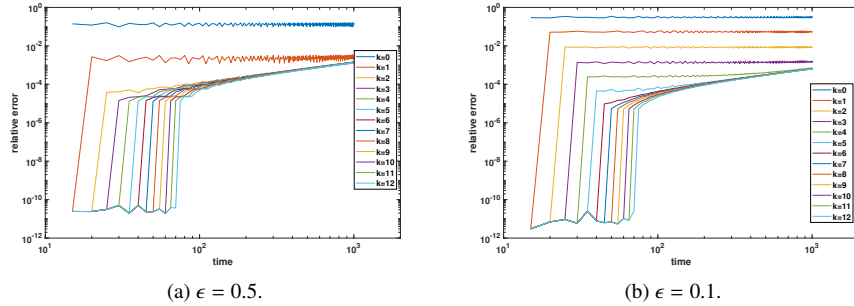 10^0
10^-2
10^-4
10^-6
10^-8
10^-10
10^-12
relative error
10^1
10^2
10^3
time
k=0
k=1
k=2
k=3
k=4
k=5
k=6
k=7
k=8
k=9
k=10
k=11
k=12
(a) ϵ = 0.5.
10^0
10^-2
10^-4
10^-6
10^-8
10^-10
10^-12
relative error
10^1
10^2
10^3
time
k=0
k=1
k=2
k=3
k=4
k=5
k=6
k=7
k=8
k=9
k=10
k=11
k=12
(b) ϵ = 0.1.